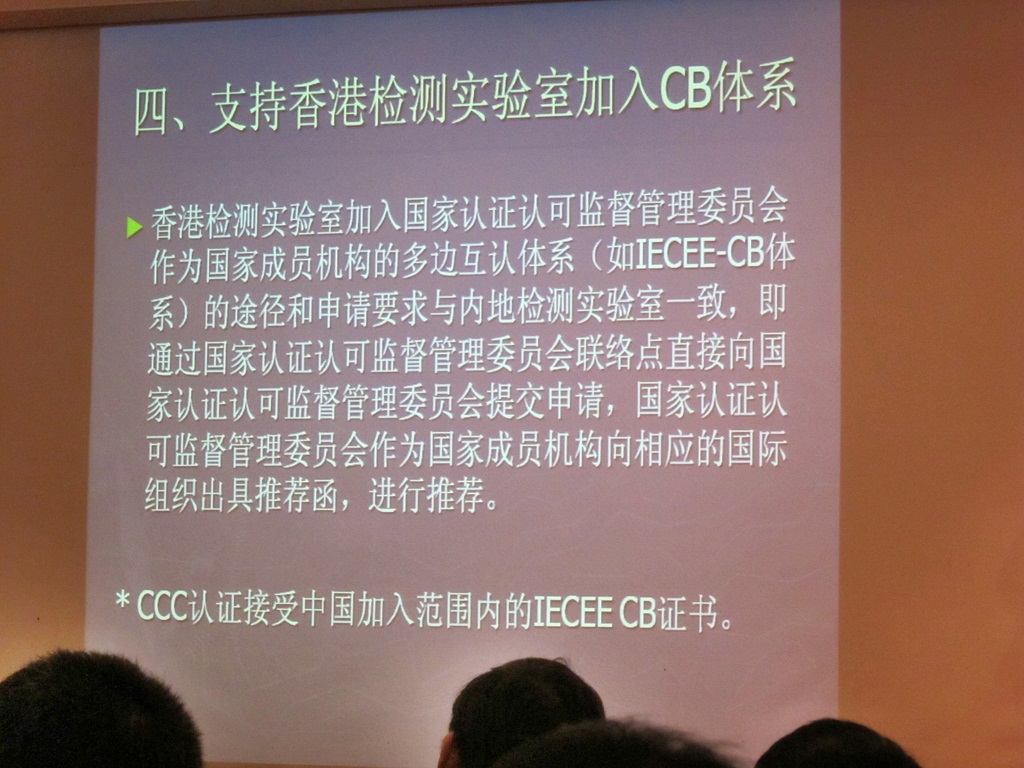 四、支持香港检测实验室加入CB体系
香港检测实验室加入国家认证认可监督管理委员会
作为国家成员机构的多边互认体系（如IECEE-CB体
系）的途径和申请要求与内地检测实验室一致，即
通过国家认证认可监督管理委员会联络点直接向国
家认证认可监督管理委员会提交申请，国家认证认
可监督管理委员会作为国家成员机构向相应的国际
组织出具推荐函，进行推荐。
* CCC认证接受中国加入范围内的IECEE CB证书。